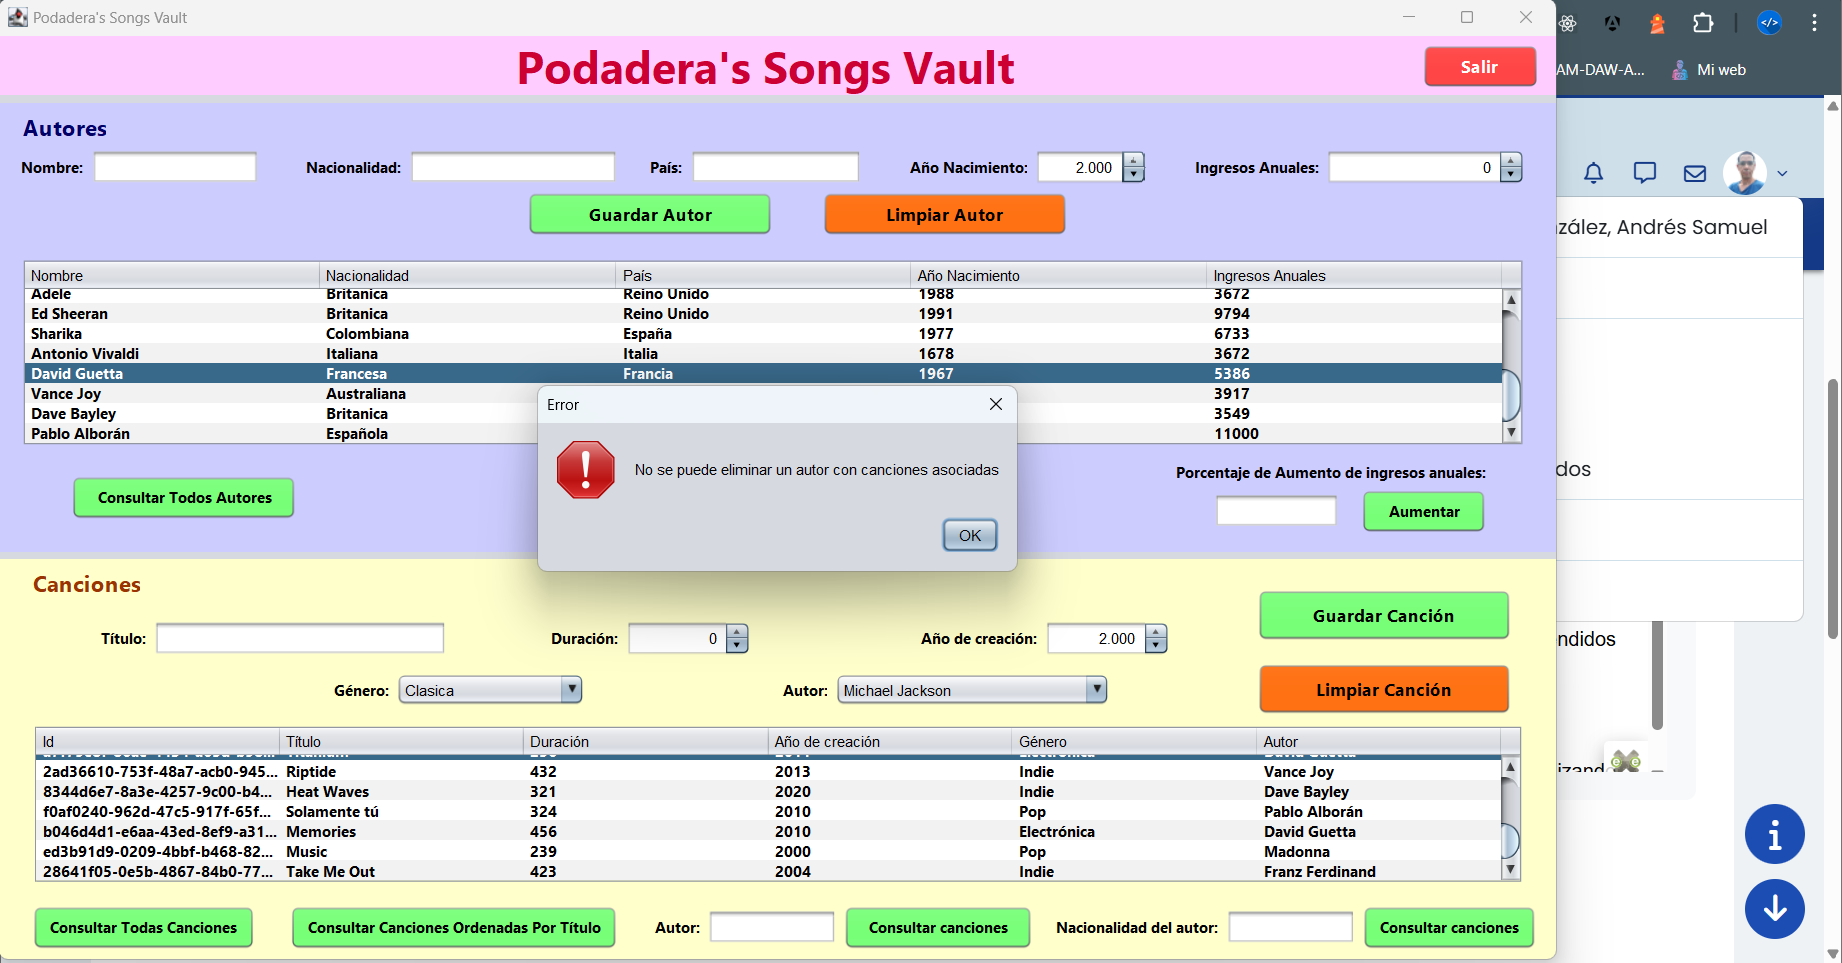 Podadera's Songs Vault
Podadera's Songs Vault
Salir
AM-DAW-A...
Mi web
Autores
Nombre:
Nacionalidad:
País:
Año Nacimiento: 2.000
Ingresos Anuales: 0
Guardar Autor
Limpiar Autor
zález, Andrés Samuel
Nombre Nacionalidad País Año Nacimiento Ingresos Anuales
Adele Britanica Reino Unido 1988 3672
Ed Sheeran Britanica Reino Unido 1991 9794
Sharika Colombiana España 1977 6733
Antonio Vivaldi Italiana Italia 1678 3672
David Guetta Francesa Francia 1967 5386
Vance Joy Australiana 3917
Dave Bayley Britanica 3549
Pablo Alborán Española 11000
Error
No se puede eliminar un autor con canciones asociadas
OK
Consultar Todos Autores
Porcentaje de Aumento de ingresos anuales:
Aumentar
dos
Canciones
Título:
Duración: 0
Año de creación: 2.000
Guardar Canción
ndidos
Género: Clasica
Autor: Michael Jackson
Limpiar Canción
Id Título Duración Año de creación Género Autor
2ad36610-753f-48a7-acb0-945... Riptide 432 2013 Indie Vance Joy
8344d6e7-8a3e-4257-9c00-b4... Heat Waves 321 2020 Indie Dave Bayley
f0af0240-962d-47c5-917f-65f... Solamente tú 324 2010 Pop Pablo Alborán
b046d4d1-e6aa-43ed-8ef9-a31... Memories 456 2010 Electrónica David Guetta
ed3b91d9-0209-4bbf-b468-82... Music 239 2000 Pop Madonna
28641f05-0e5b-4867-84b0-77... Take Me Out 423 2004 Indie Franz Ferdinand
izand
Consultar Todas Canciones
Consultar Canciones Ordenadas Por Título
Autor:
Consultar canciones
Nacionalidad del autor:
Consultar canciones